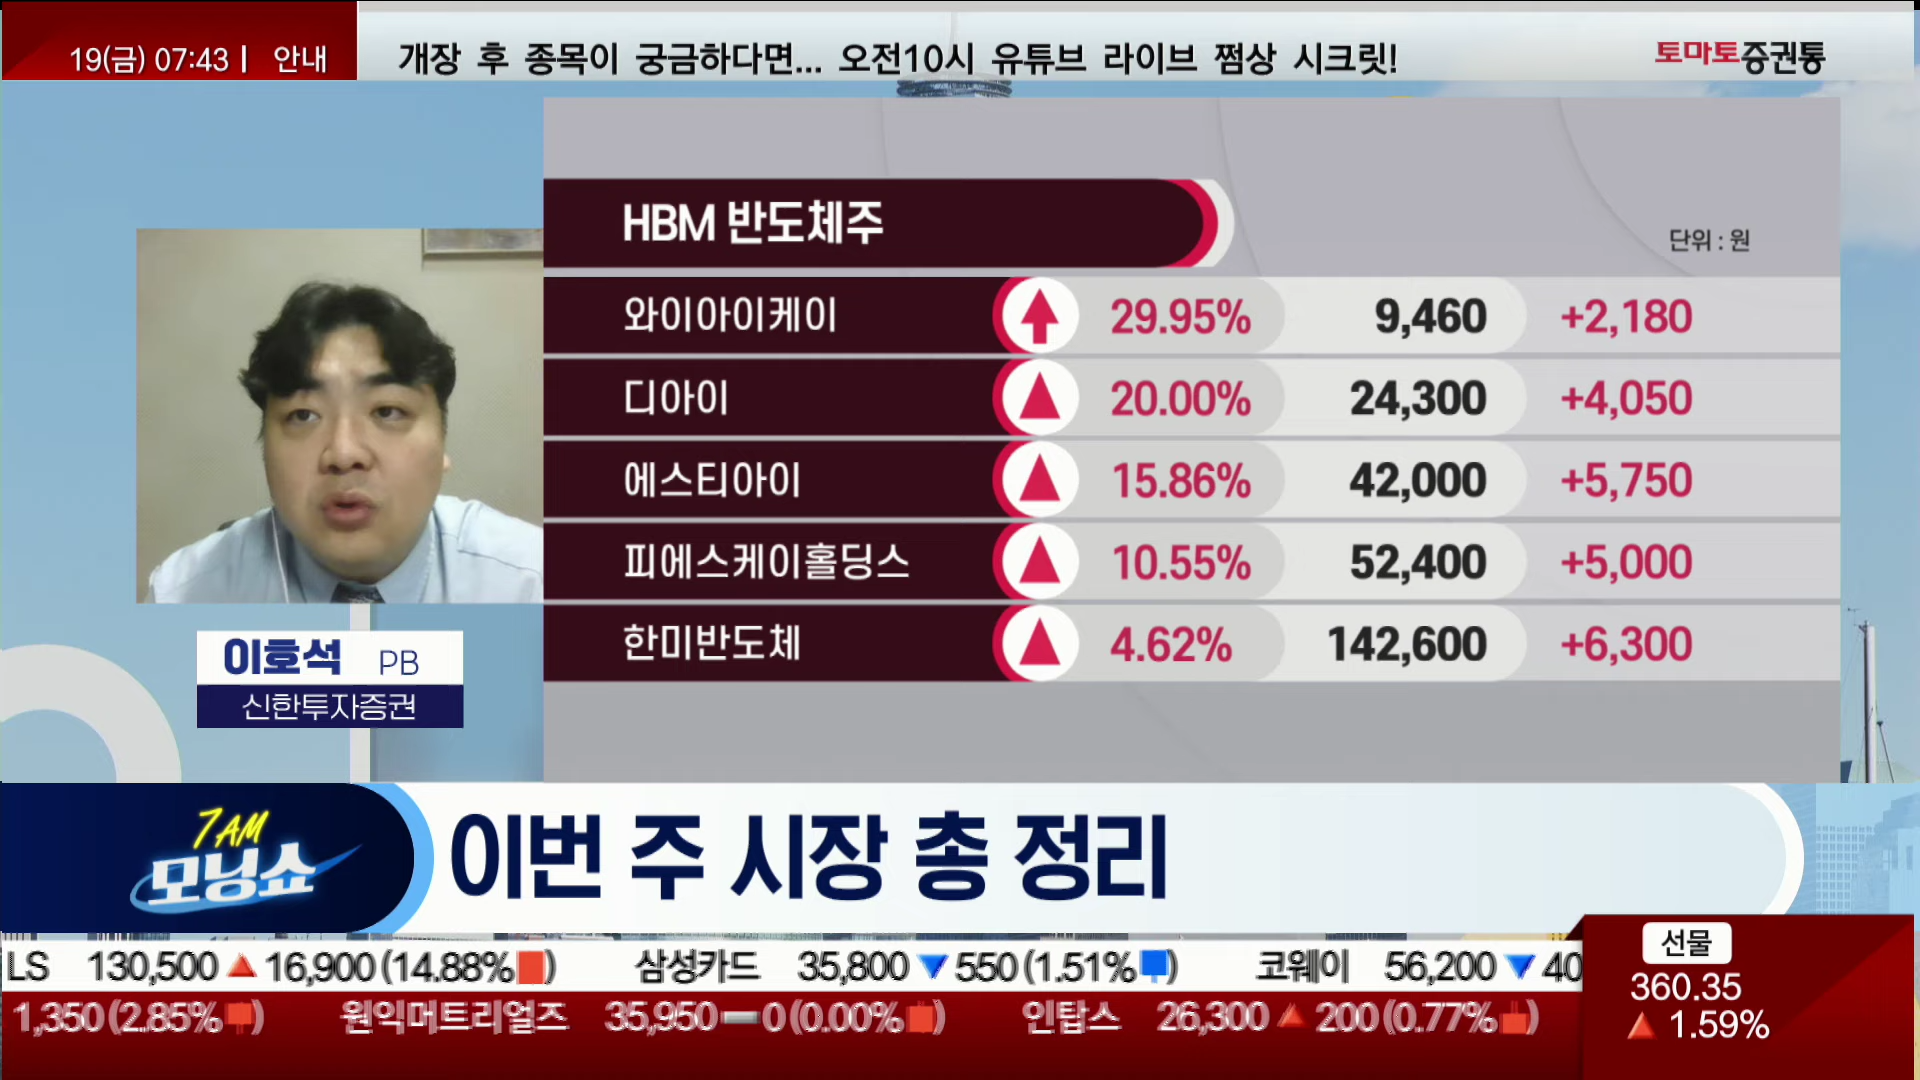 19(금) 07:43 | 안내
개장 후 종목이 궁금하다면... 오전10시 유튜브 라이브 쩜상 시크릿!
토마토증권통
HBM 반도체주
단위 : 원
와이아이케이 29.95% 9,460 +2,180
디아이 20.00% 24,300 +4,050
에스티아이 15.86% 42,000 +5,750
피에스케이홀딩스 10.55% 52,400 +5,000
한미반도체 4.62% 142,600 +6,300
이호석 PB
신한투자증권
7AM
모닝쇼
이번 주 시장 총 정리
LS 130,500 ▲ 16,900 (14.88%) 삼성카드 35,800 ▼ 550 (1.51%) 코웨이 56,200 ▼ 40
1,350 (2.85%) 원익머트리얼즈 35,950 0 (0.00%) 인탑스 26,300 ▲ 200 (0.77%)
선물
360.35
▲ 1.59%